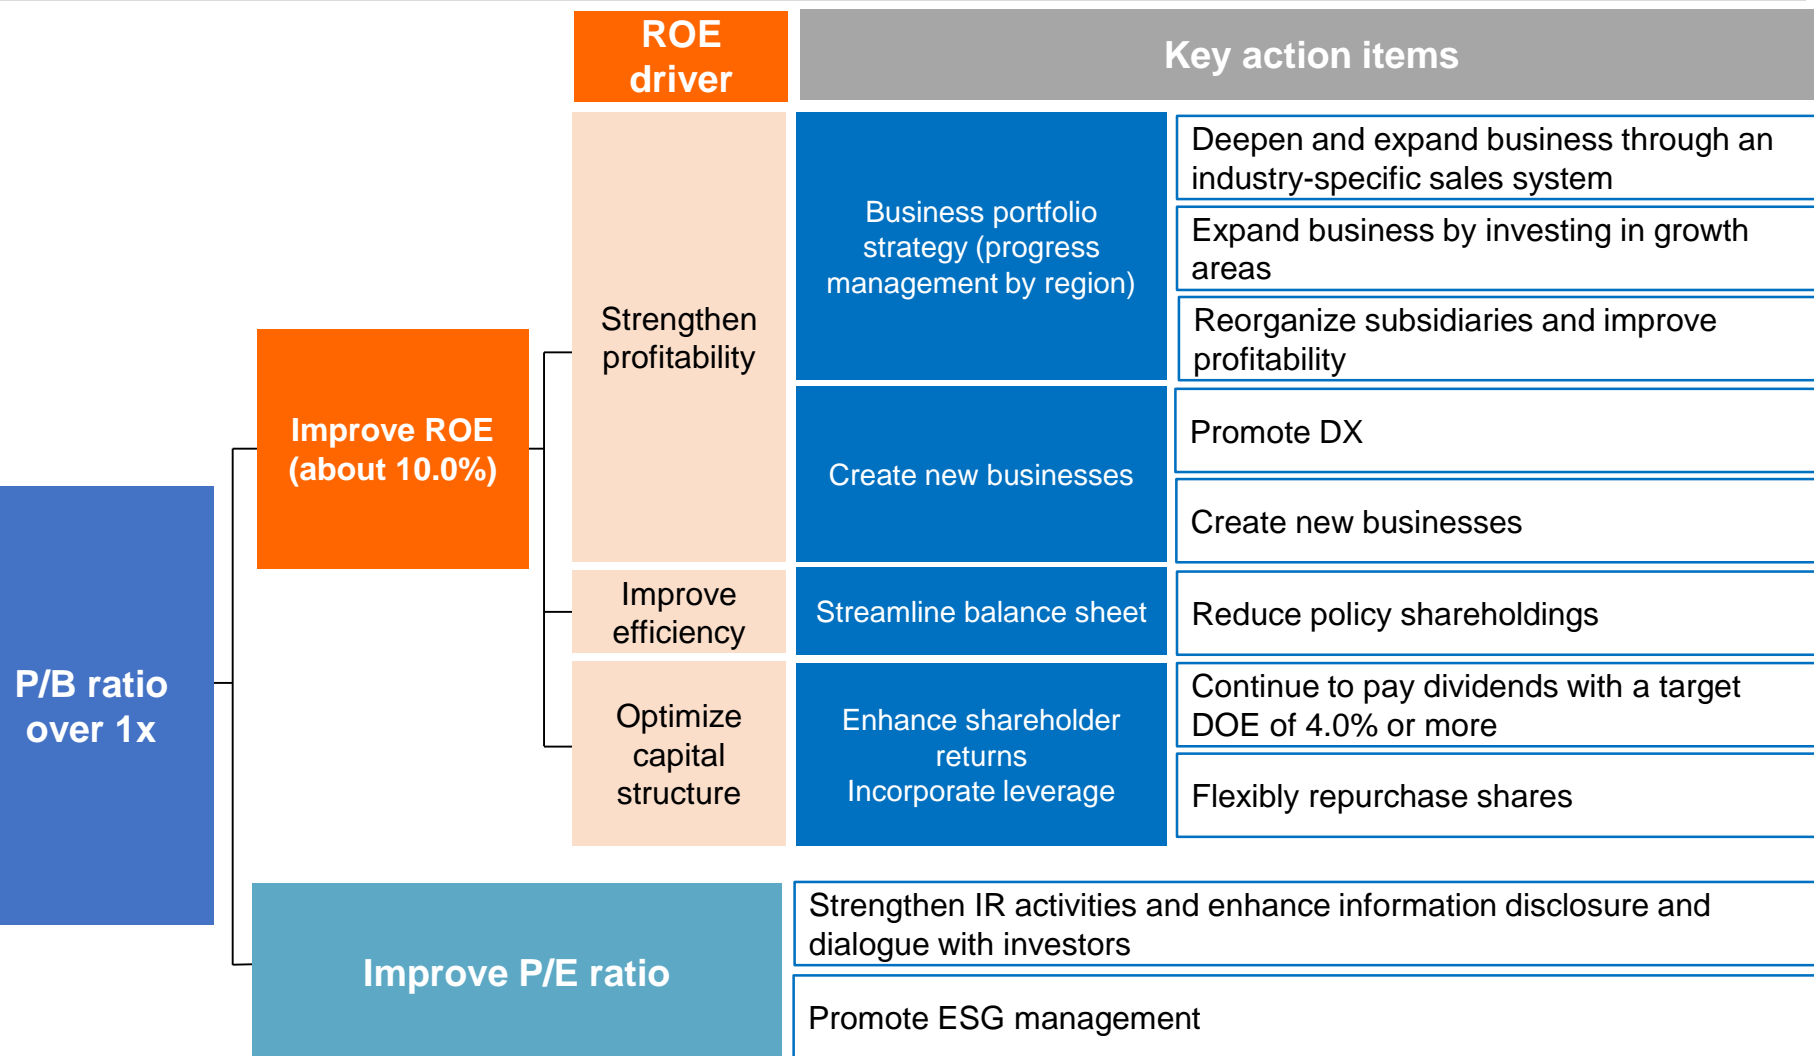 ROE
driver
Key action items
P/B ratio
over 1x
Improve ROE
(about 10.0%)
Strengthen
profitability
Business portfolio
strategy (progress
management by region)
Deepen and expand business through an
industry-specific sales system
Expand business by investing in growth
areas
Reorganize subsidiaries and improve
profitability
Create new businesses
Promote DX
Create new businesses
Improve
efficiency
Streamline balance sheet
Reduce policy shareholdings
Optimize
capital
structure
Enhance shareholder
returns
Incorporate leverage
Continue to pay dividends with a target
DOE of 4.0% or more
Flexibly repurchase shares
Improve P/E ratio
Strengthen IR activities and enhance information disclosure and
dialogue with investors
Promote ESG management